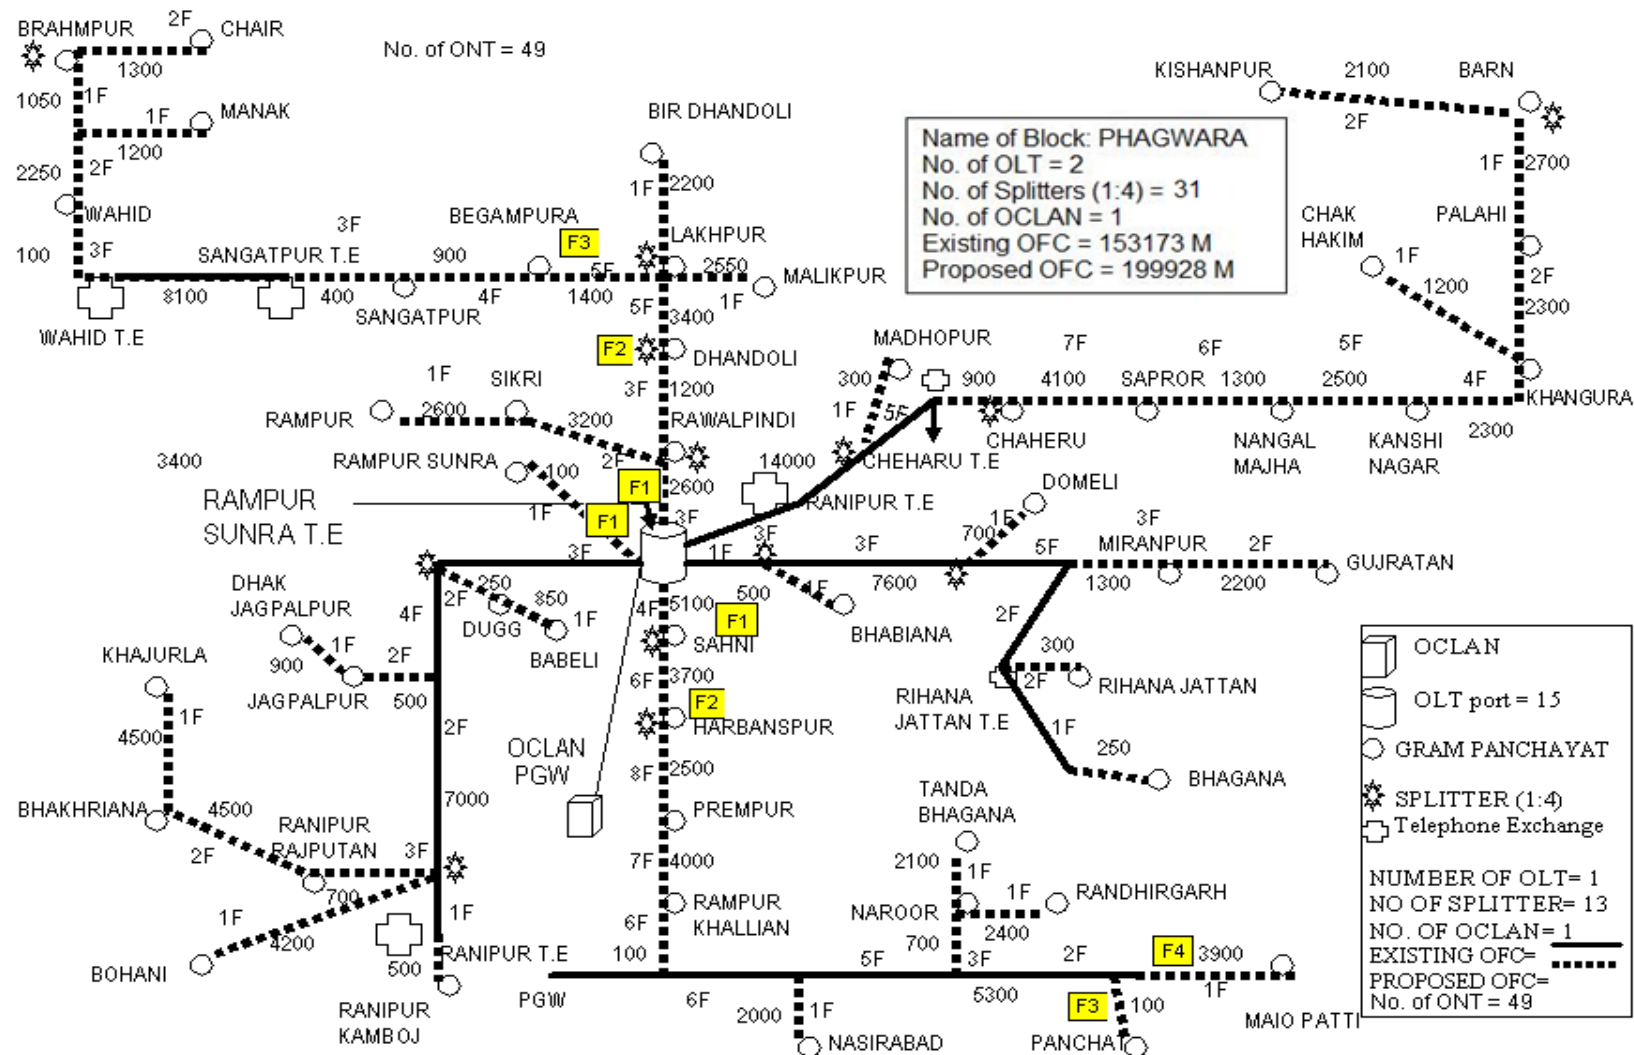 BRAHMPUR
2F
CHAIR
1300
No. of ONT = 49
1050
1F
1F
MANAK
1200
2250
2F
WAHID
100
3F
SANGATPUR T.E
3F
8100
400
SANGATPUR
WAHID T.E
900
4F
BEGAMPURA
F3
5F
1400
BIR DHANDOLI
1F
2200
LAKHPUR
2550
1F
MALIKPUR
5F
3400
F2
DHANDOLI
3F
1200
RAWALPINDI
1F
SIKRI
RAMPUR
2600
3200
2F
RAMPUR SUNRA
100
1F
3400
RAMPUR
SUNRA T.E
F1
F1
2600
3F
Name of Block: PHAGWARA
No. of OLT = 2
No. of Splitters (1:4) = 31
No. of OCLAN = 1
Existing OFC = 153173 M
Proposed OFC = 199928 M
KISHANPUR
2100
BARN
2F
1F
2700
CHAK
HAKIM
PALAHI
1F
1200
2F
2300
MADHOPUR
300
1F
5F
900
7F
4100
SAPROR
6F
1300
5F
2500
4F
KHANGURA
2300
CHAHERU
NANGAL
MAJHA
KANSHI
NAGAR
CHEHARU T.E
14000
RANIPUR T.E
DOMELI
1F
700
3F
3F
1F
3F
500
1F
BHABIANA
7600
5F
MIRANPUR
3F
2F
GUJRATAN
1300
2200
2F
300
RIHANA JATTAN
2F
RIHANA
JATTAN T.E
1F
250
BHAGANA
DHAK
JAGPALPUR
4F
2F
250
850
DUGG
1F
BABELI
1F
2F
900
JAGPALPUR
500
KHAJURLA
1F
4500
2F
BHAKHRIANA
4500
2F
RANIPUR
RAJPUTAN
3F
700
7000
1F
4200
BOHANI
1F
RANIPUR T.E
500
RANIPUR
KAMBOJ
OCLAN
PGW
4F
5100
F1
SAHNI
6F
3700
F2
HARBANSPUR
8F
2500
PREMPUR
7F
4000
RAMPUR
KHALLIAN
6F
100
PGW
6F
5F
2000
1F
NASIRABAD
TANDA
BHAGANA
2100
1F
1F
RANDHIRGARH
NAROOR
2400
700
3F
2F
5300
F4
3900
1F
F3
100
PANCHAT
MAIO PATTI
OCLAN
OLT port = 15
GRAM PANCHAYAT
SPLITTER (1:4)
Telephone Exchange
NUMBER OF OLT= 1
NO OF SPLITTER= 13
NO. OF OCLAN= 1
EXISTING OFC=
PROPOSED OFC=
No. of ONT = 49